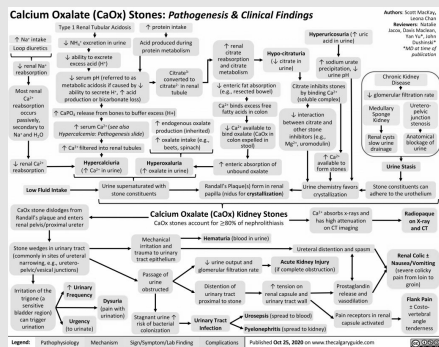 Calcium Oxalate (CaOx) Stones: Pathogenesis & Clinical Findings
Authors: Scott MacKay,
Leora Chan
Reviewers: Natalie
Jacox, Davis Maclean,
Yan Yu*, John
Dushinski*
*MD at time of
publication
↑ Na⁺ intake
Loop diuretics
↓ renal Na⁺
reabsorption
Most renal
Ca²⁺
reabsorption
occurs
passively,
secondary to
Na⁺ and H₂O
↓ renal Ca²⁺
reabsorption
Type 1 Renal Tubular Acidosis
↓ NH₄⁺ excretion in urine
↓ ability to excrete
excess acid (H⁺)
↓ serum pH (referred to as
metabolic acidosis if caused by ↓
ability to secrete H⁺, ↑ acid
production or bicarbonate loss)
↑ CaPO₄ release from bones to buffer excess (H+)
↑ serum Ca²⁺ (see also
Hypercalcemia: Pathogenesis slide)
↑ Ca²⁺ filtered into renal tubules
Hypercalciuria
(↑ Ca²⁺ in urine)
↑ protein intake
Acid produced during
protein metabolism
Citrate⁰
converted to
citrate³⁻ in renal
tubule
↑ endogenous oxalate
production (inherited)
↑ oxalate intake (e.g.,
beets, spinach)
Hyperoxaluria
(↑ oxalate in urine)
↑ renal
citrate
reabsorption
and citrate
metabolism
Hypo-citraturia
(↓ citrate in
urine)
↓ enteric fat absorption
(e.g., resected bowel)
Ca²⁺ binds excess free
fatty acids in colon
↓ Ca²⁺ available to
bind oxalate (CaOx in
colon expelled in
stool)
↑ enteric absorption of
unbound oxalate
Hyperuricosuria (↑ uric
acid in urine)
↑ sodium urate
precipitation, ↓
urine pH
Citrate inhibits stones
by binding Ca²⁺
(soluble complex)
↓ Interaction
between citrate and
other stone
inhibitors (e.g.,
Mg²⁺, uromodulin)
↑ Ca²⁺
available to
form stones
Chronic Kidney
Disease
↓ glomerular filtration rate
Medullary
Sponge
Kidney
Renal cysts
slow urine
drainage
Uretero-
pelvic
junction
stenosis
Anatomical
blockage of
urine
Urine Stasis
Low Fluid Intake
Urine supersaturated with
stone constituents
Randall's Plaque(s) form in renal
papilla (nidus for crystallization)
Urine chemistry favors
crystallization
Stone constituents can
adhere to the urothelium
CaOx stone dislodges from
Randall's plaque and enters
renal pelvis/proximal ureter
Calcium Oxalate (CaOx) Kidney Stones
CaOx stones account for ≥80% of nephrolithiasis
Ca²⁺ absorbs x-rays and
has high attenuation
on CT imaging
Radiopaque
on X-ray
and CT
Stone wedges in urinary tract
(commonly in sites of ureteral
narrowing, e.g., uretero-
pelvic/vesical junctions)
Mechanical
irritation and
trauma to urinary
tract epithelium
Hematuria (blood in urine)
Ureteral distention and spasm
Renal Colic ±
Nausea/Vomiting
(severe colicky
pain from loin to
groin)
Passage of
urine
obstructed
↓ urine output and
glomerular filtration rate
Acute Kidney Injury
(if complete obstruction)
Irritation of the
trigone (a
sensitive
bladder region)
can trigger
urination
↑ Urinary
Frequency
Urgency
(to urinate)
Dysuria
(pain with
urination)
Distention of
urinary tract
proximal to stone
↑ tension on
renal capsule and
urinary tract wall
Prostaglandin
release and
vasodilation
Stagnant urine ↑
risk of bacterial
colonization
Urinary Tract
Infection
Urosepsis (spread to blood)
Pyelonephritis (spread to kidney)
Pain receptors in renal
capsule activated
Flank Pain
± Costo-
vertebral
angle
tenderness
Legend: Pathophysiology Mechanism Sign/Symptom/Lab Finding Complications Published Oct 25, 2020 on www.thecalgaryguide.com